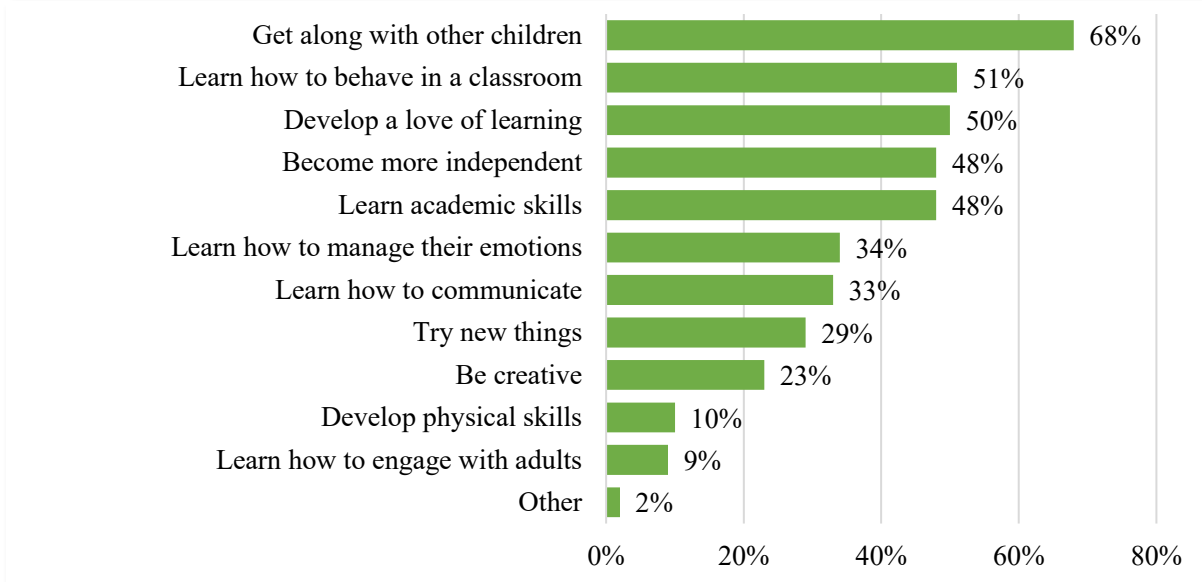 Get along with other children 68%
Learn how to behave in a classroom 51%
Develop a love of learning 50%
Become more independent 48%
Learn academic skills 48%
Learn how to manage their emotions 34%
Learn how to communicate 33%
Try new things 29%
Be creative 23%
Develop physical skills 10%
Learn how to engage with adults 9%
Other 2%
0% 20% 40% 60% 80%